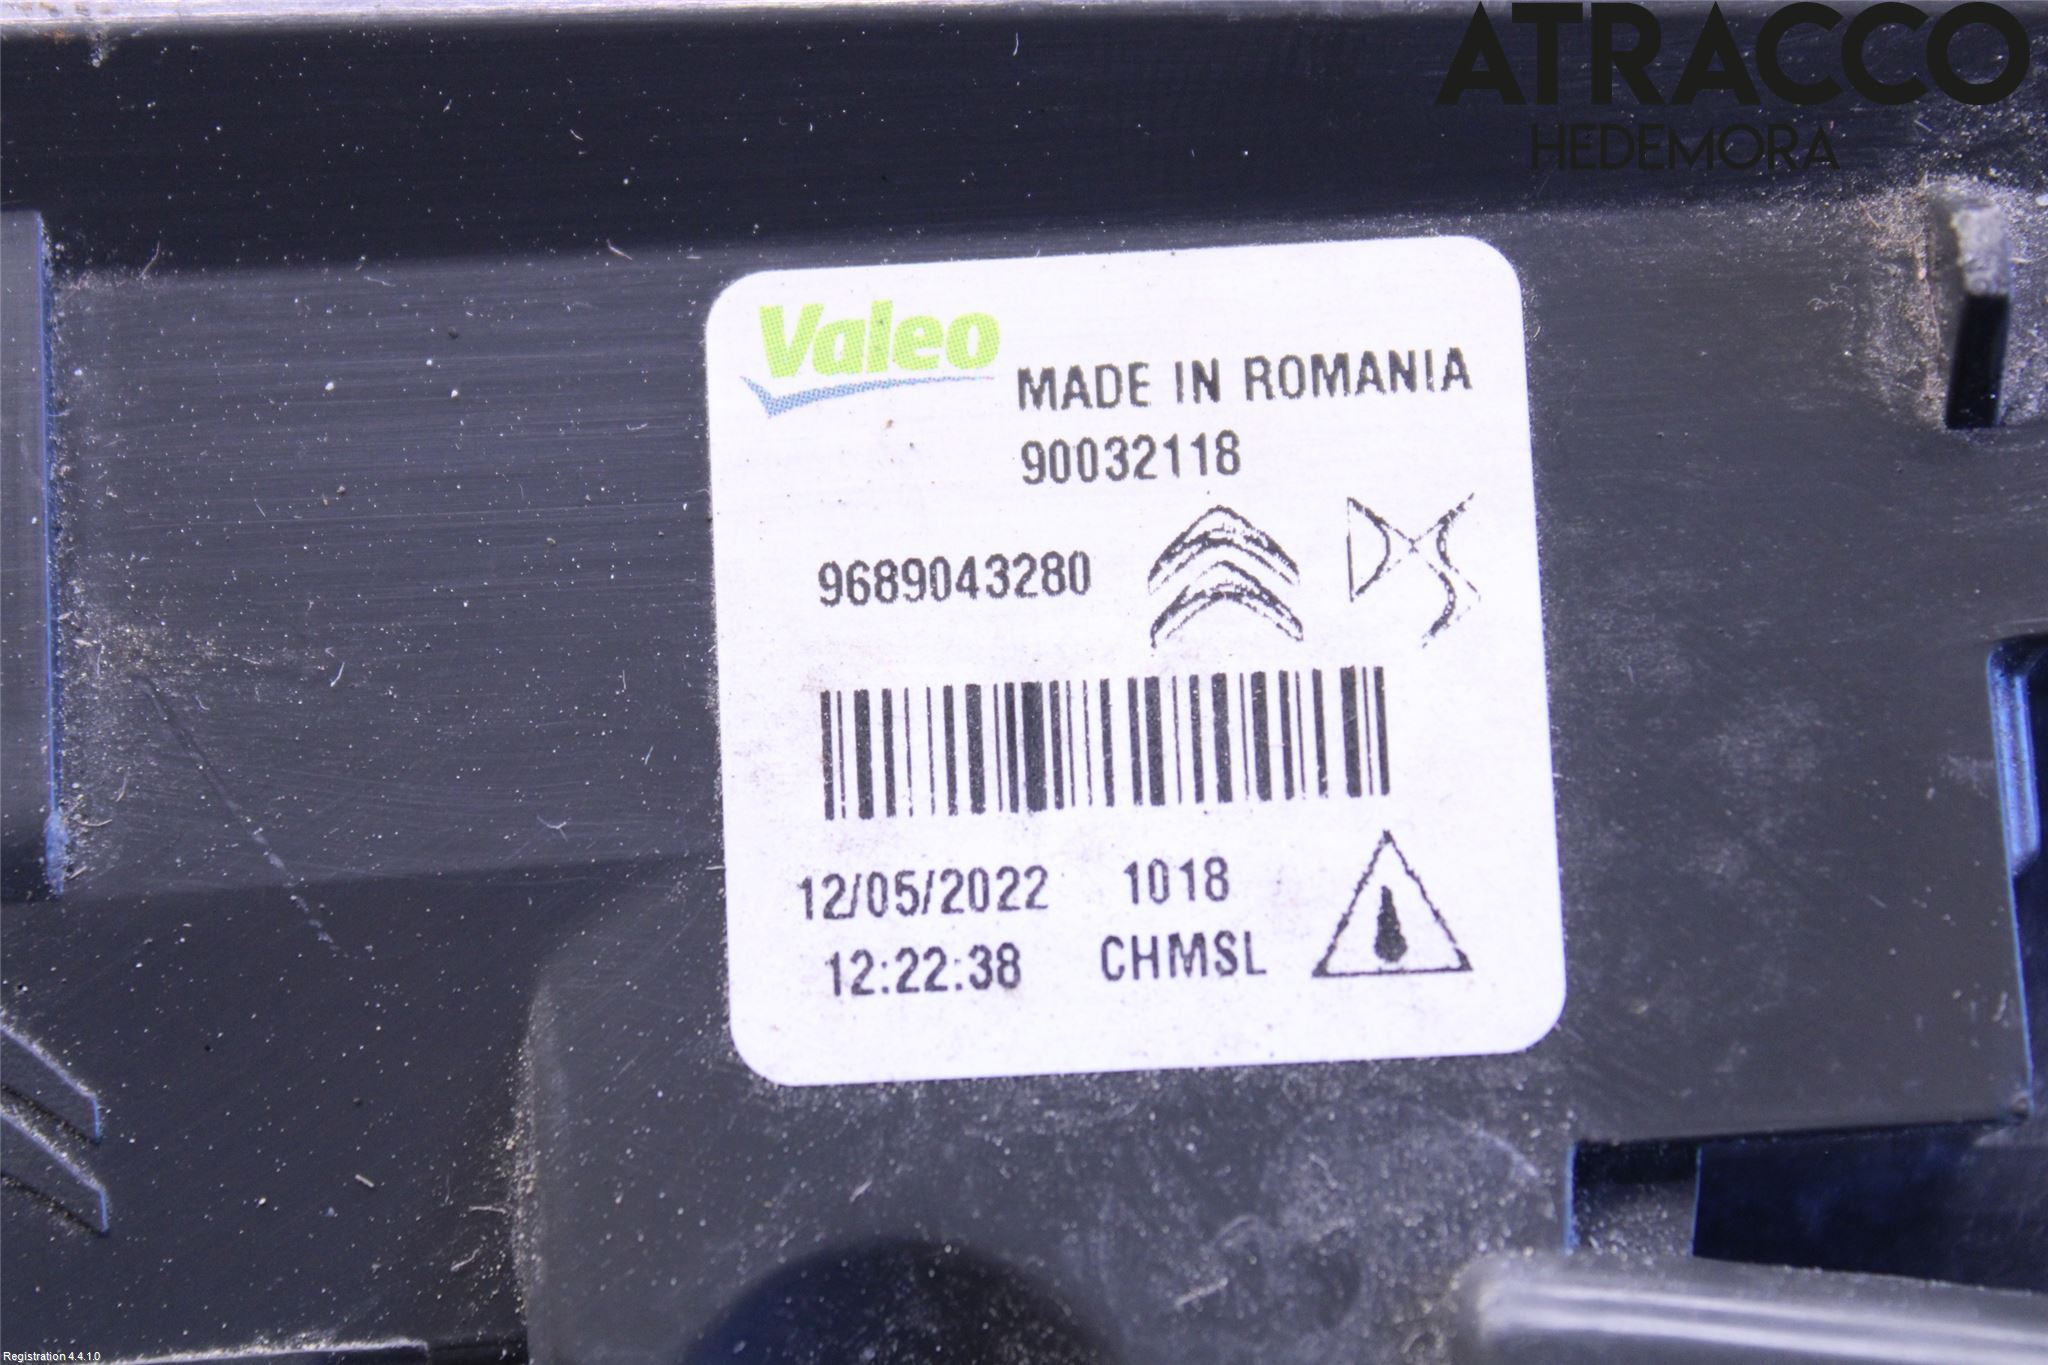 ATRACCO
HEDEMORA
Valeo
MADE IN ROMANIA
90032118
9689043280
DS
12/05/2022 1018
12:22:38 CHMSL
Registration 4.4.1.0